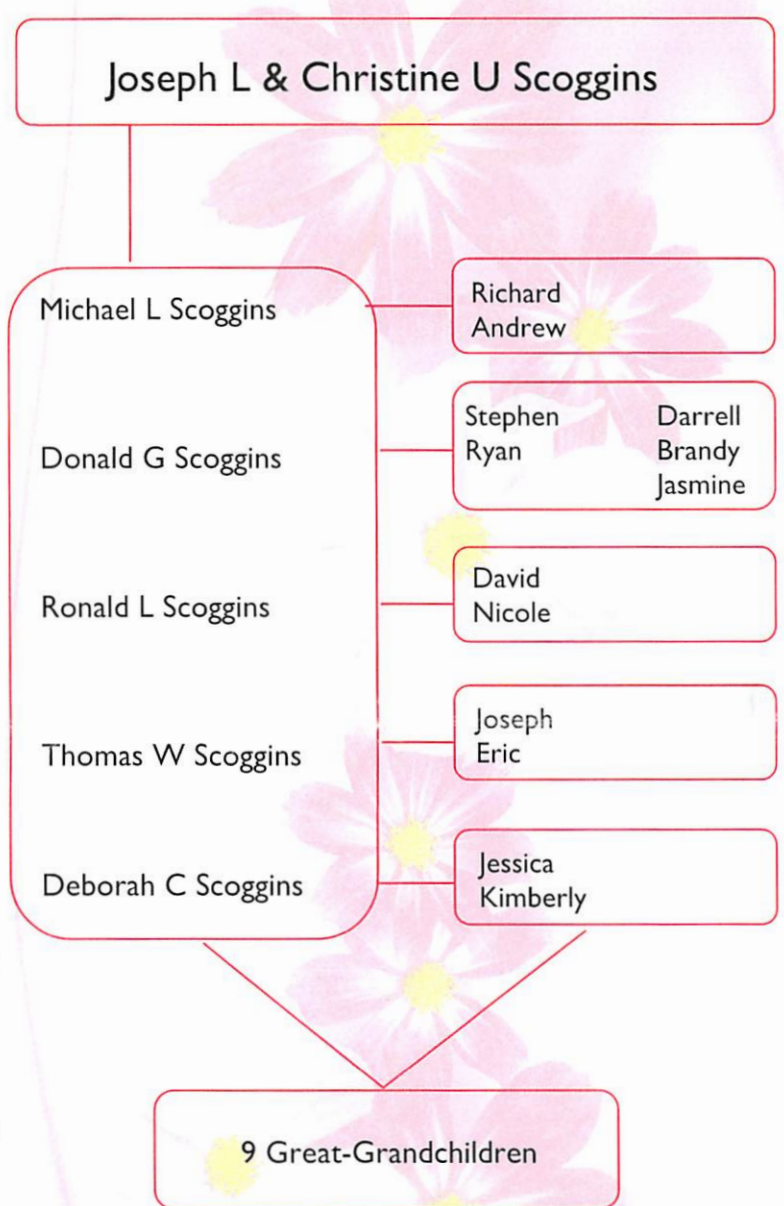 Joseph L & Christine U Scoggins
Michael L Scoggins
Richard
Andrew
Donald G Scoggins
Stephen Darrell
Ryan Brandy
Jasmine
Ronald L Scoggins
David
Nicole
Thomas W Scoggins
Joseph
Eric
Deborah C Scoggins
Jessica
Kimberly
9 Great-Grandchildren